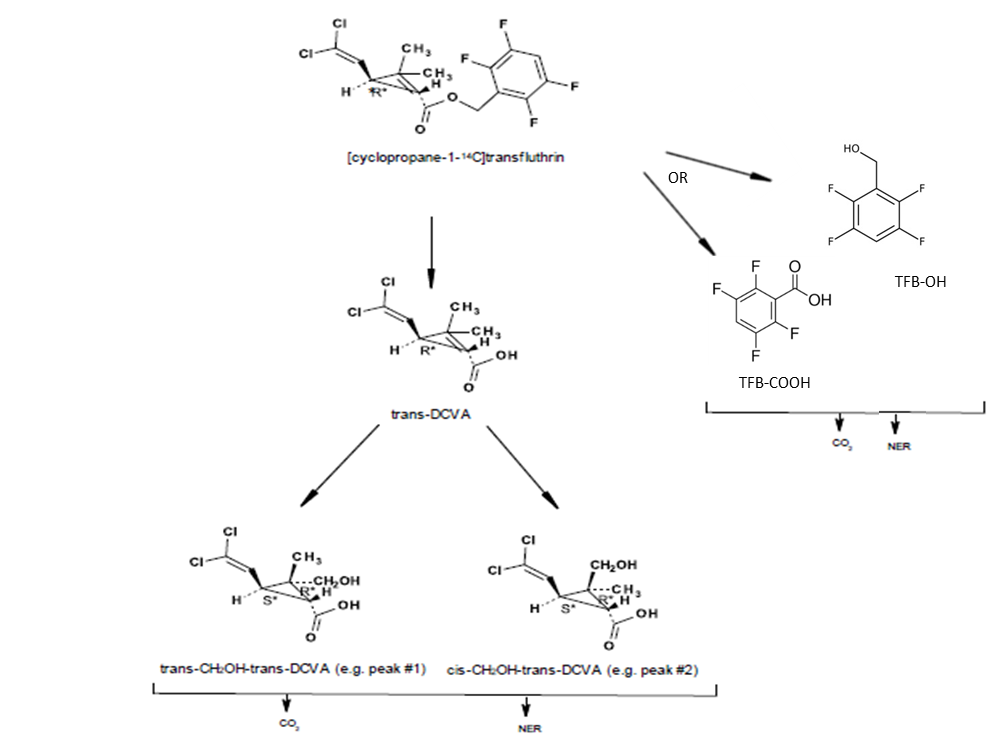 Cl
Cl
CH₃
CH₃
H
R*
H
O
O
F
F
F
F
[cyclopropane-1-¹⁴C]transfluthrin
OR
HO
F
F
F
F
TFB-OH
F
O
F
OH
F
F
TFB-COOH
CO₂
NER
Cl
Cl
CH₃
CH₃
H
H
R*
OH
O
trans-DCVA
Cl
Cl
CH₃
CH₂OH
R*
H
H
S*
OH
O
trans-CH₂OH-trans-DCVA (e.g. peak #1)
Cl
Cl
CH₂OH
CH₃
R*
H
H
S*
OH
O
cis-CH₂OH-trans-DCVA (e.g. peak #2)
CO₂
NER